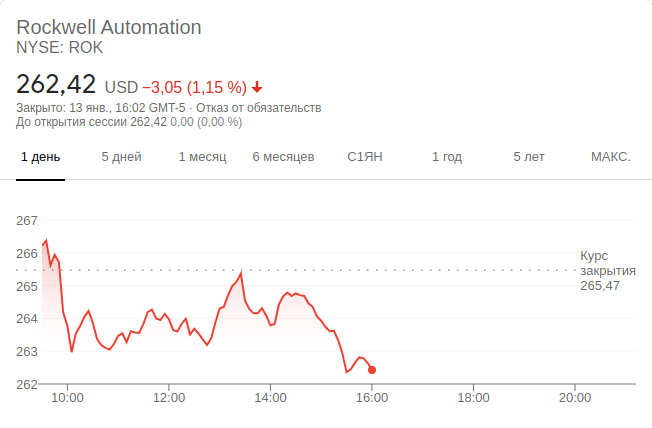 Rockwell Automation
NYSE: ROK
262,42 USD −3,05 (1,15 %)
Закрыто: 13 янв., 16:02 GMT-5 · Отказ от обязательств
До открытия сессии 262,42 0,00 (0,00 %)
1 день 5 дней 1 месяц 6 месяцев С1ЯН 1 год 5 лет МАКС.
267
266
265
264
263
262
Курс
закрытия
265,47
10:00 12:00 14:00 16:00 18:00 20:00